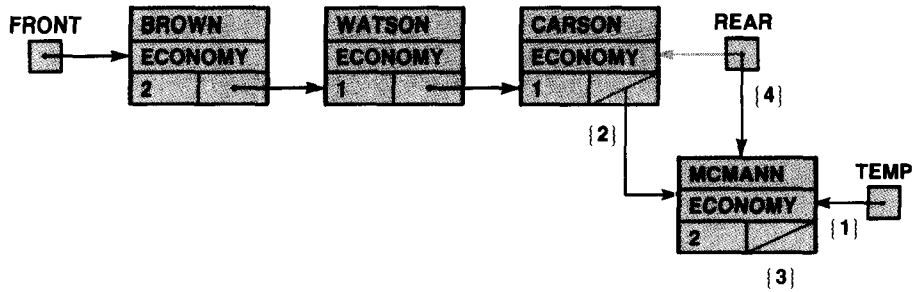 FRONT
BROWN
ECONOMY
2
WATSON
ECONOMY
1
CARSON
ECONOMY
1
REAR
{4}
{2}
MCMANN
ECONOMY
2
TEMP
{1}
{3}